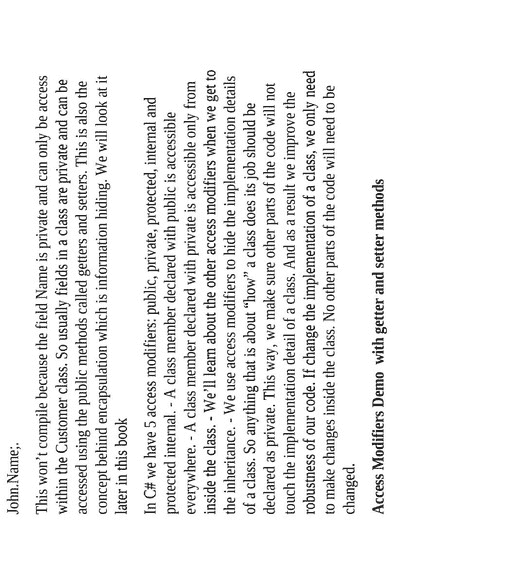 John.Name;.
This won’t compile because the field Name is private and can only be access
within the Customer class. So usually fields in a class are private and can be
accessed using the public methods called getters and setters. This is also the
concept behind encapsulation which is information hiding. We will look at it
later in this book
In C# we have 5 access modifiers: public, private, protected, internal and
protected internal. - A class member declared with public is accessible
everywhere. - A class member declared with private is accessible only from
inside the class. - We’ll learn about the other access modifiers when we get to
the inheritance. - We use access modifiers to hide the implementation details
of a class. So anything that is about “how” a class does its job should be
declared as private. This way, we make sure other parts of the code will not
touch the implementation detail of a class. And as a result we improve the
robustness of our code. If change the implementation of a class, we only need
to make changes inside the class. No other parts of the code will need to be
changed.
Access Modifiers Demo with getter and setter methods